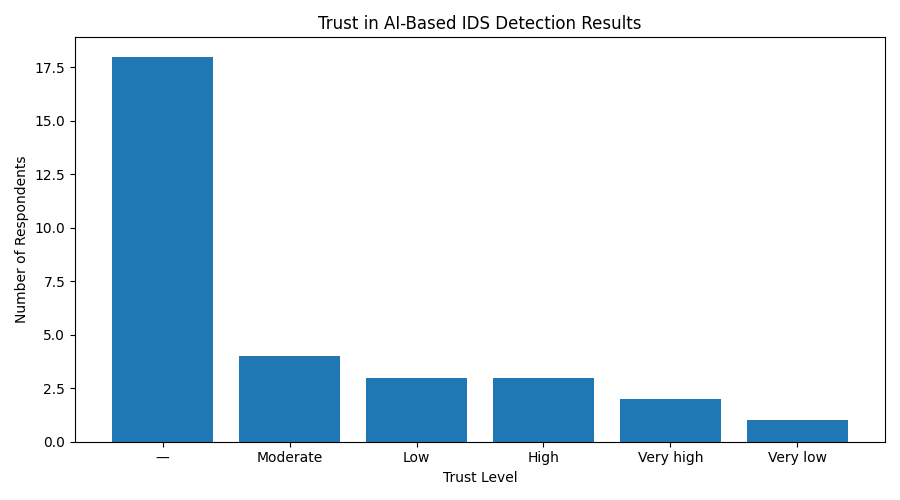 Trust in AI-Based IDS Detection Results
Number of Respondents
17.5
15.0
12.5
10.0
7.5
5.0
2.5
0.0
— Moderate Low High Very high Very low
Trust Level